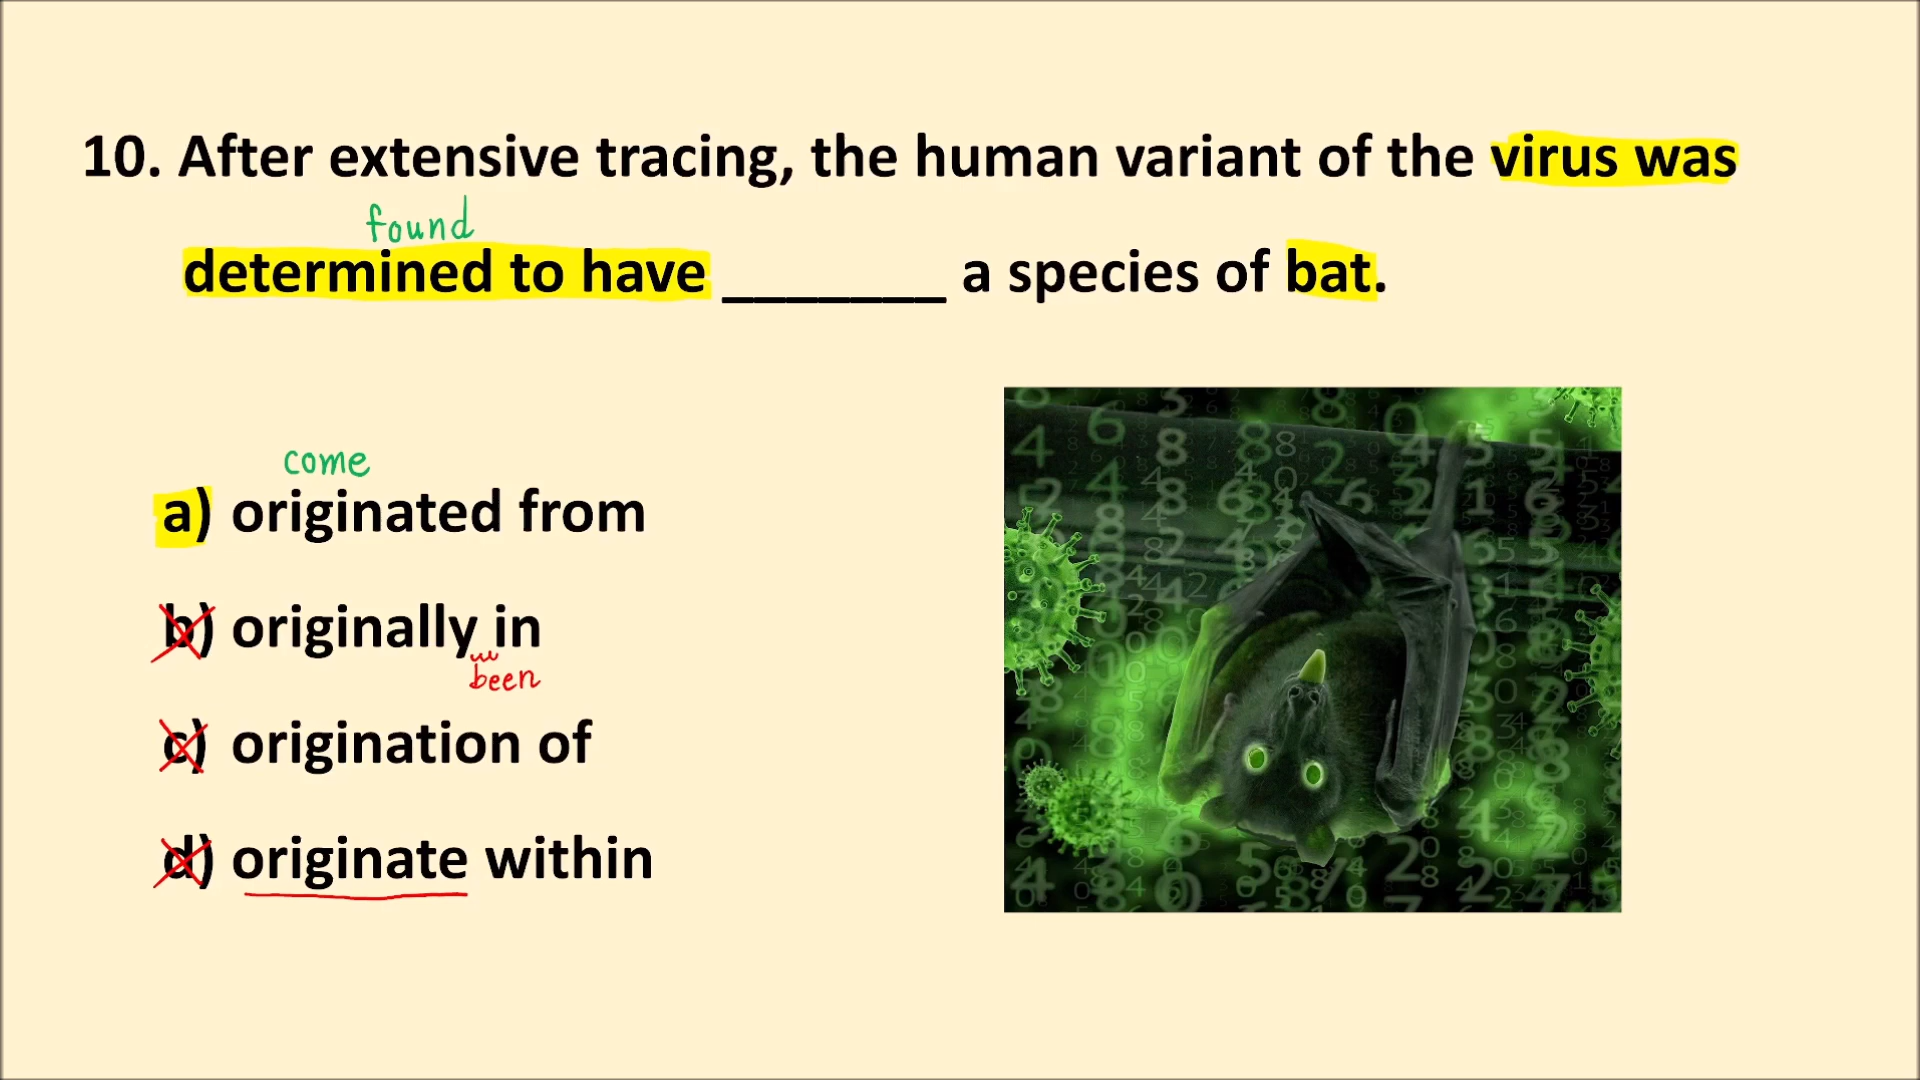 10. After extensive tracing, the human variant of the virus was
found
determined to have _______ a species of bat.
come
a) originated from
b) originally in
been
c) origination of
d) originate within